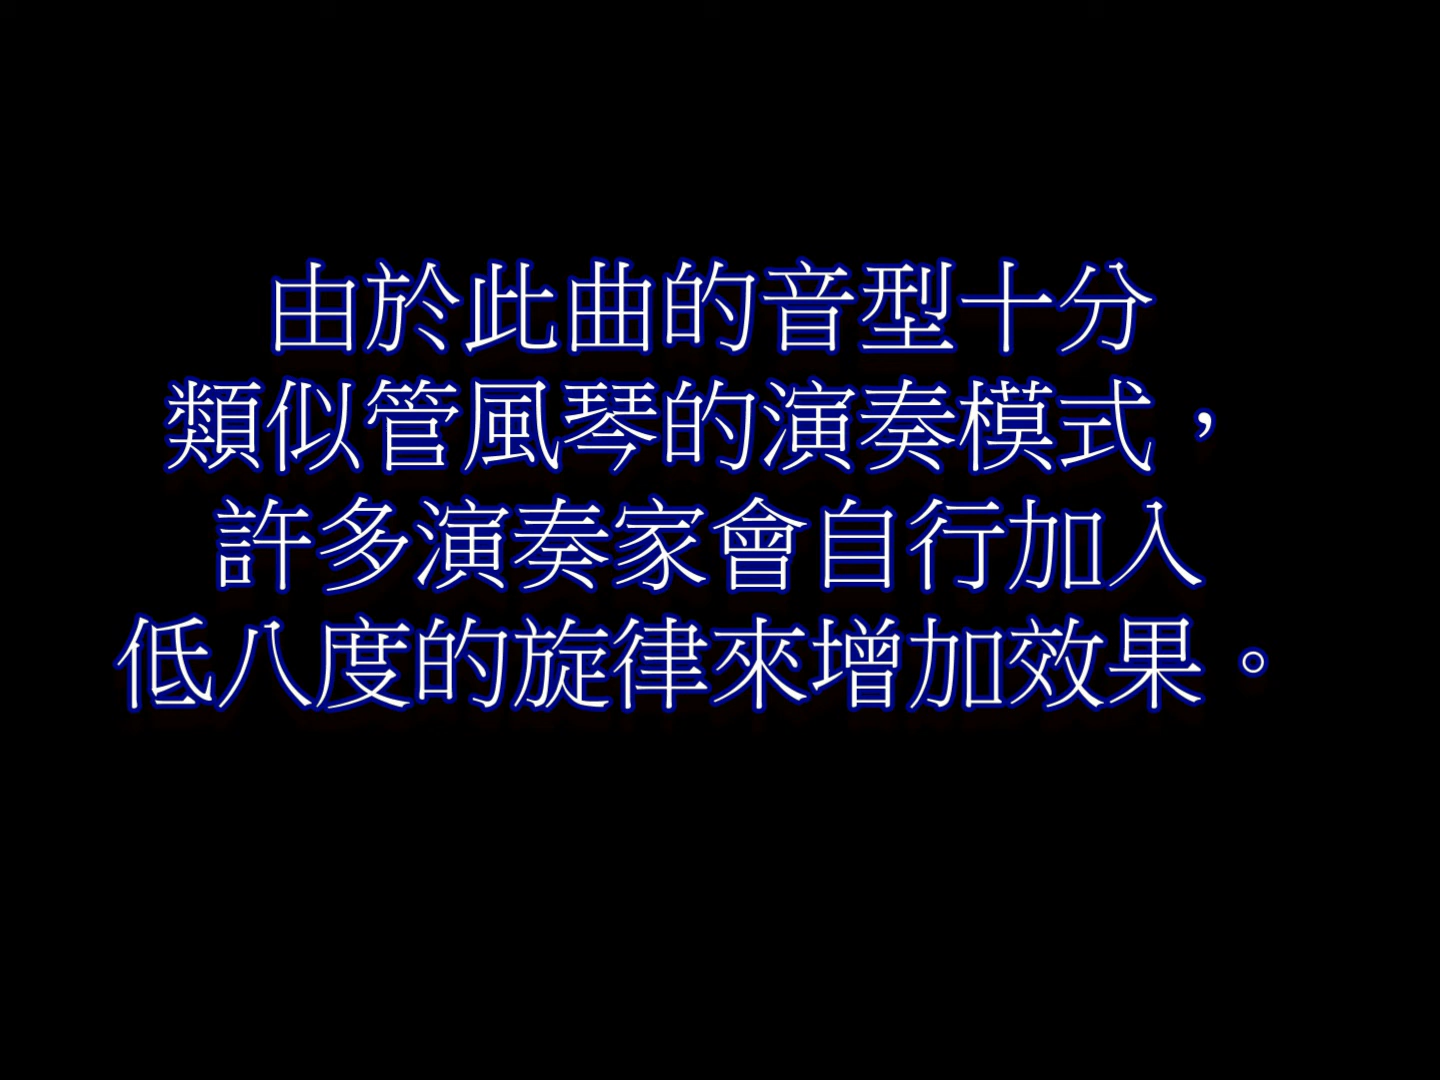 由於此曲的音型十分
類似管風琴的演奏模式，
許多演奏家會自行加入
低八度的旋律來增加效果。